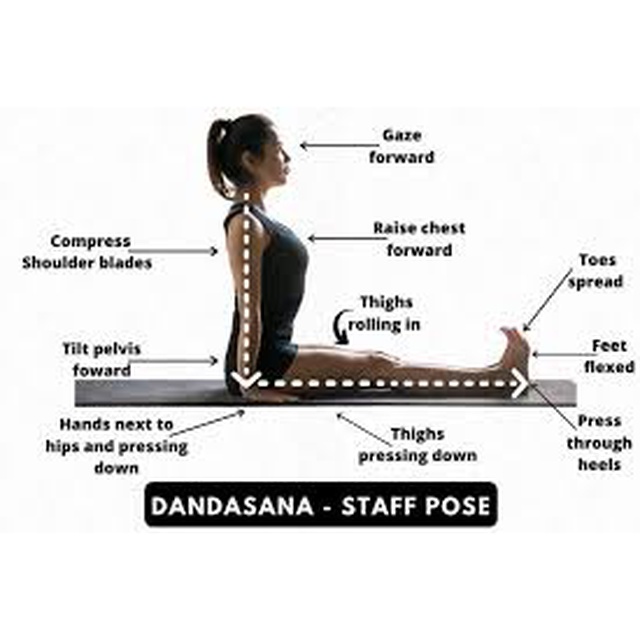 Gaze
forward
Compress
Shoulder blades
Raise chest
forward
Toes
spread
Thighs
rolling in
Tilt pelvis
foward
Feet
flexed
Hands next to
hips and pressing
down
Thighs
pressing down
Press
through
heels
DANDASANA - STAFF POSE